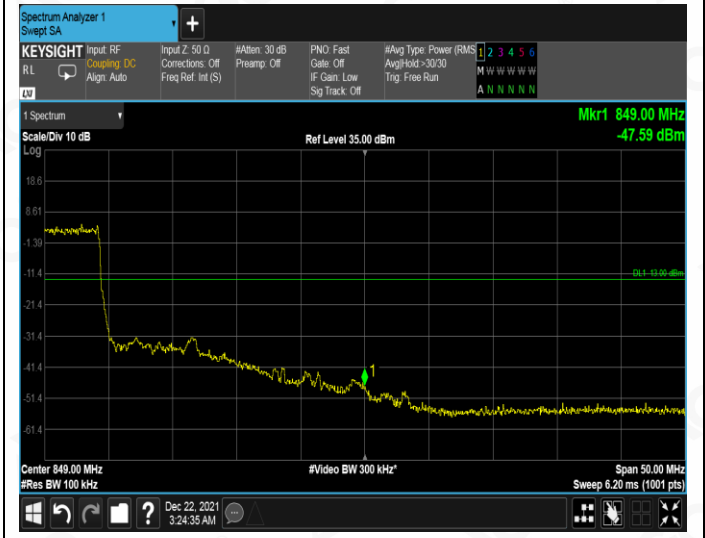 Spectrum Analyzer 1
Swept SA
+
KEYSIGHT Input: RF Input Z: 50 Ω #Atten: 30 dB PNO: Fast #Avg Type: Power (RMS 1 2 3 4 5 6
RL Coupling: DC Corrections: Off Preamp: Off Gate: Off Avg|Hold:>30/30 M W W W W W
Align: Auto Freq Ref: Int (S) IF Gain: Low Trig: Free Run
LXI Sig Track: Off A N N N N N
1 Spectrum Mkr1 849.00 MHz
Scale/Div 10 dB Ref Level 35.00 dBm -47.59 dBm
Log
18.6
8.61
-1.39
-11.4 DL1 -13.00 dBm
-21.4
-31.4
-41.4 1
-51.4
-61.4
Center 849.00 MHz #Video BW 300 kHz* Span 50.00 MHz
#Res BW 100 kHz Sweep 6.20 ms (1001 pts)
? Dec 22, 2021
3:24:35 AM